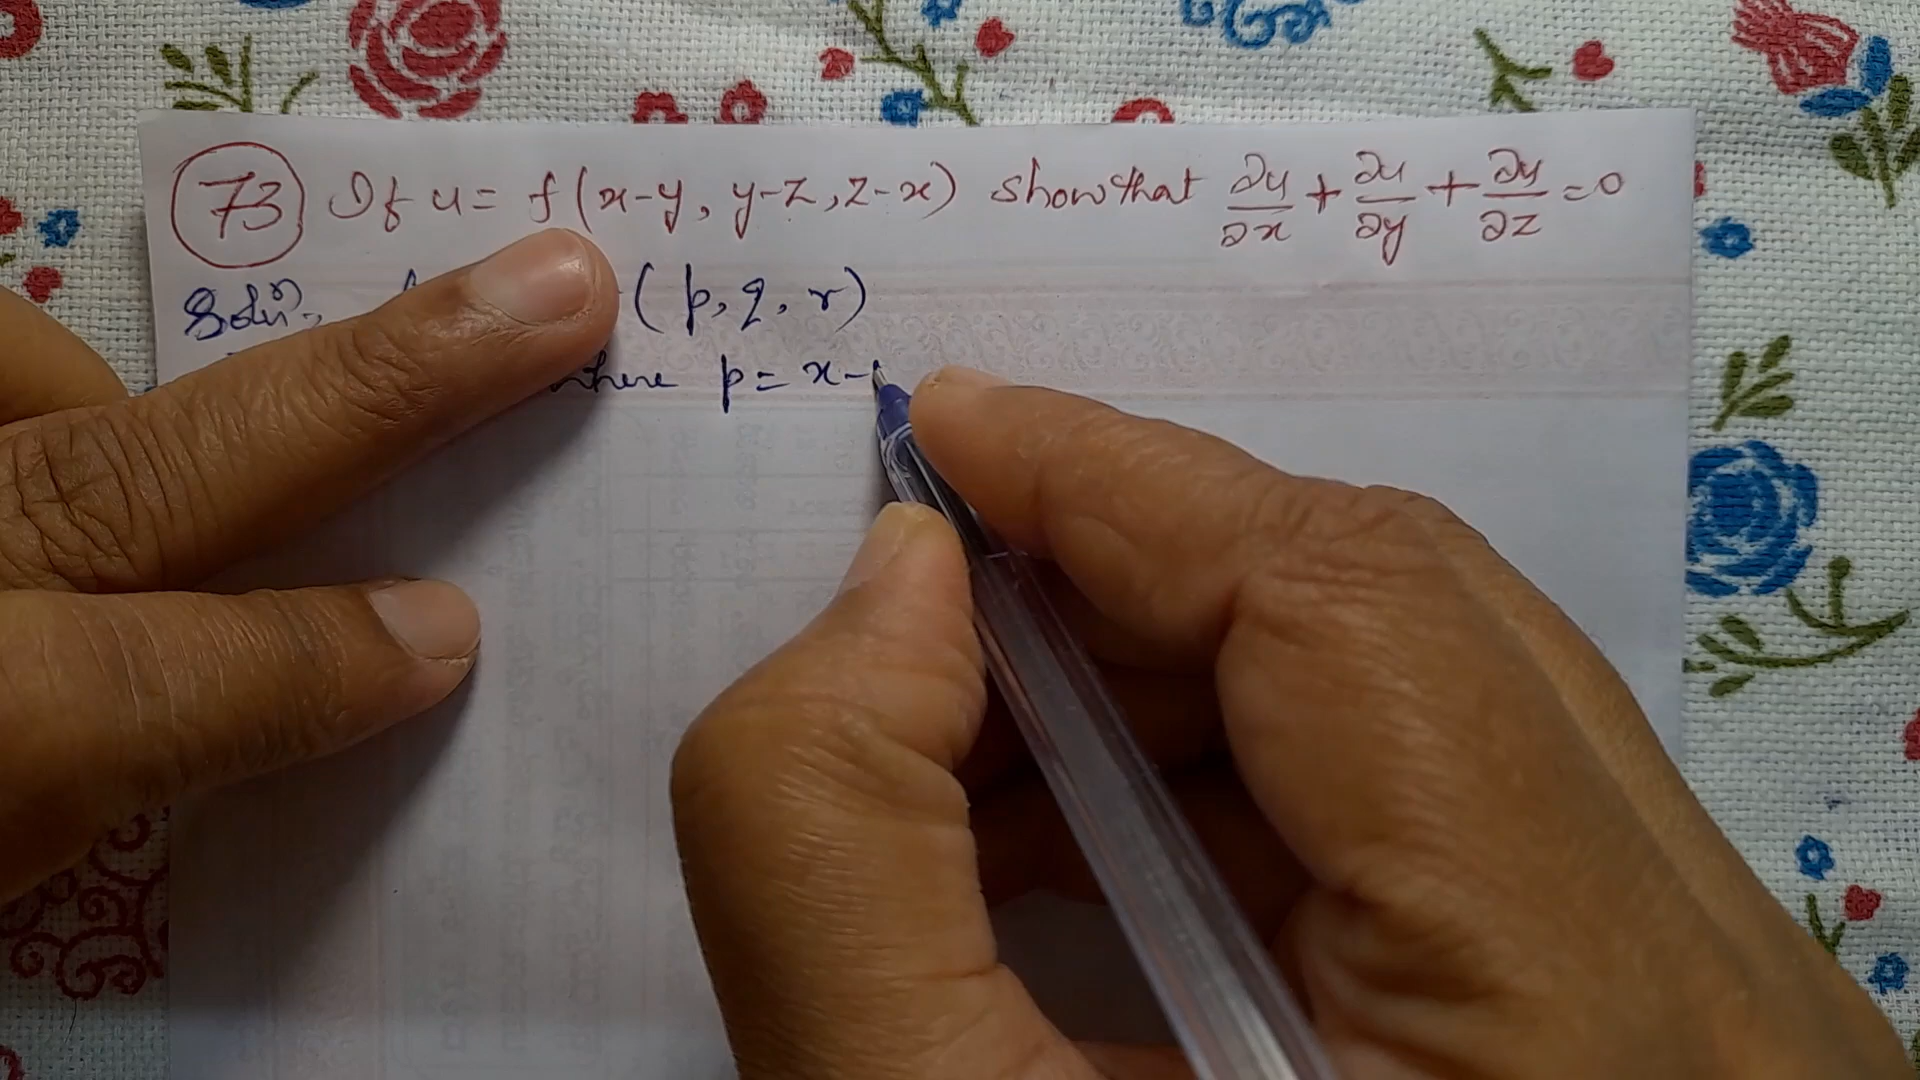 73 If u = f(x-y, y-z, z-x) show that ∂u/∂x + ∂u/∂y + ∂u/∂z = 0
Soln. (p, q, r)
where p = x-